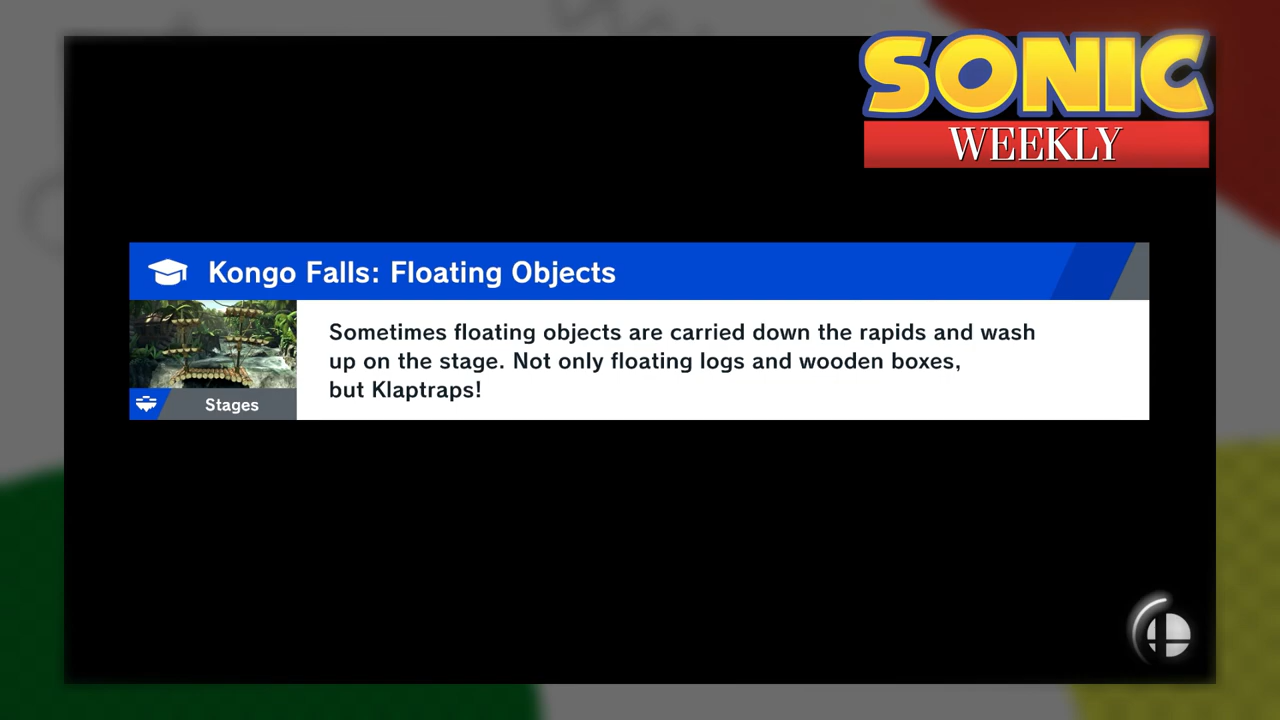 SONIC
WEEKLY
Kongo Falls: Floating Objects
Sometimes floating objects are carried down the rapids and wash
up on the stage. Not only floating logs and wooden boxes,
but Klaptraps!
Stages